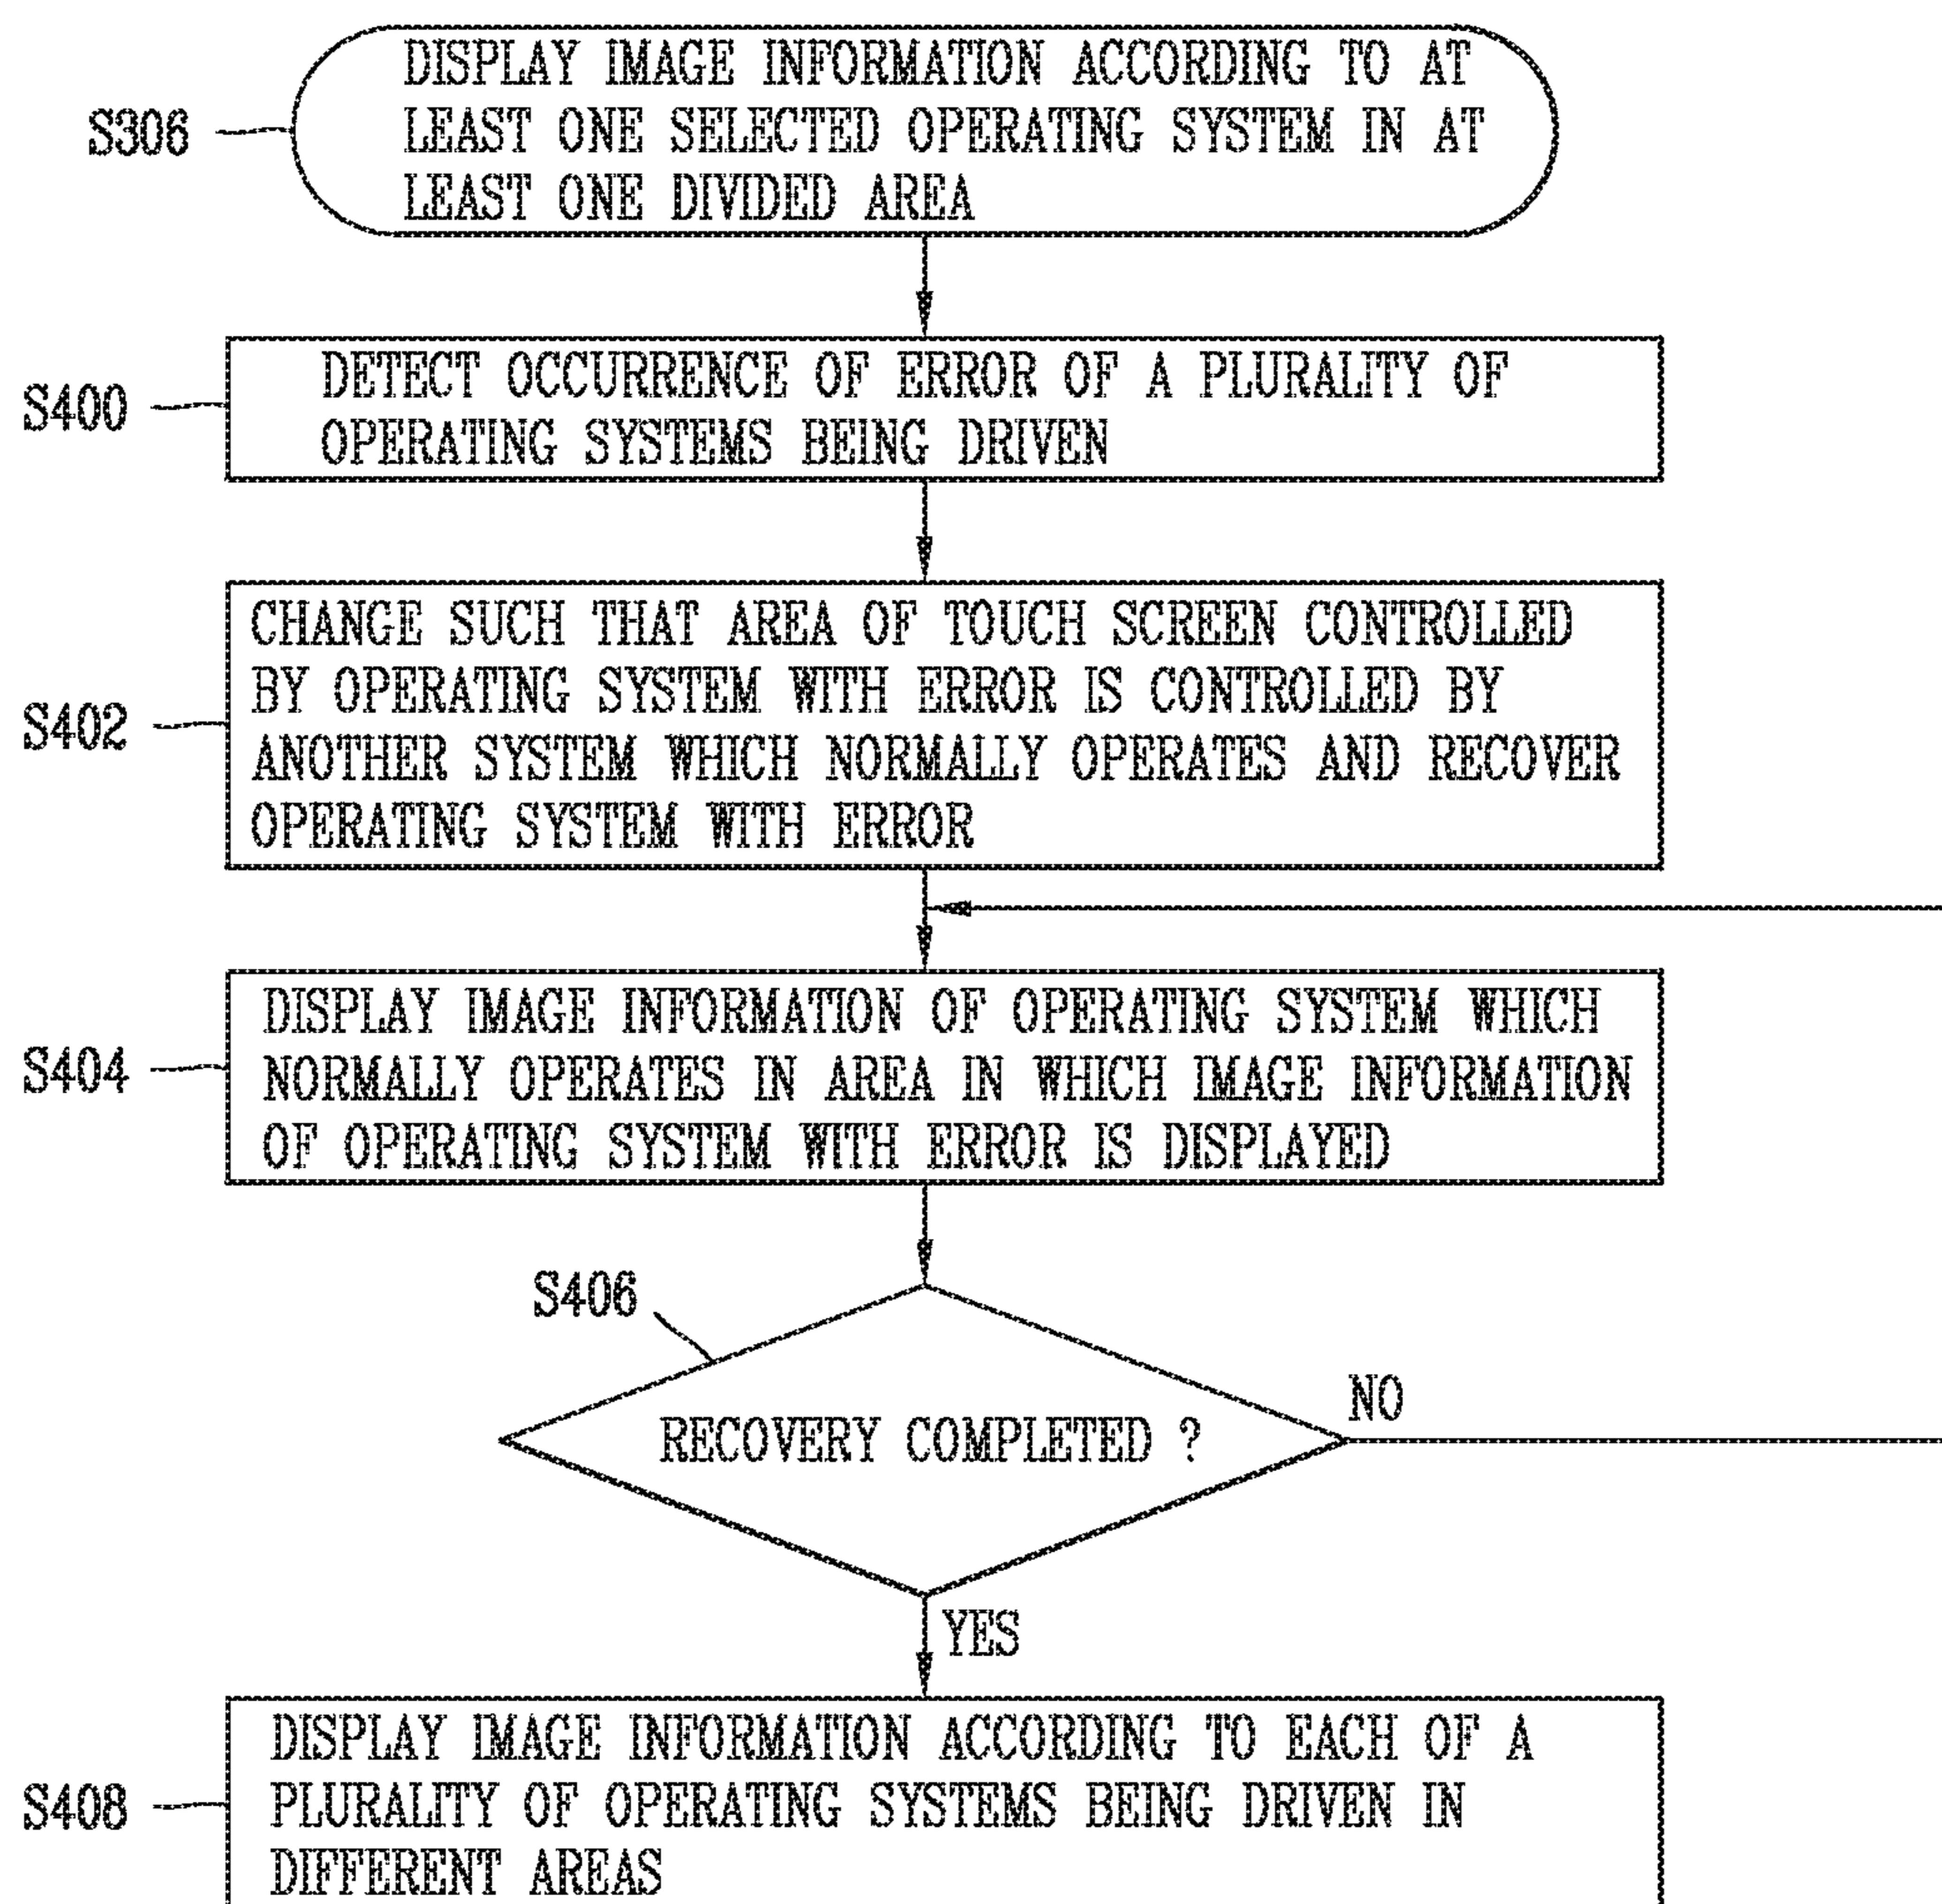 DISPLAY IMAGE INFORMATION ACCORDING TO AT
S306
LEAST ONE SELECTED OPERATING SYSTEM IN AT
LEAST ONE DIVIDED AREA
DETECT OCCURRENCE OF ERROR OF A PLURALITY OF
S400
OPERATING SYSTEMS BEING DRIVEN
CHANGE SUCH THAT AREA OF TOUCH SCREEN CONTROLLED
BY OPERATING SYSTEM WITH ERROR IS CONTROLLED BY
S402
ANOTHER SYSTEM WHICH NORMALLY OPERATES AND RECOVER
OPERATING SYSTEM WITH ERROR
DISPLAY IMAGE INFORMATION OF OPERATING SYSTEM WHICH
S404
NORMALLY OPERATES IN AREA IN WHICH IMAGE INFORMATION
OF OPERATING SYSTEM WITH ERROR IS DISPLAYED
S406
NO
RECOVERY COMPLETED ?
YES
DISPLAY IMAGE INFORMATION ACCORDING TO EACH OF A
S408
PLURALITY OF OPERATING SYSTEMS BEING DRIVEN IN
DIFFERENT AREAS